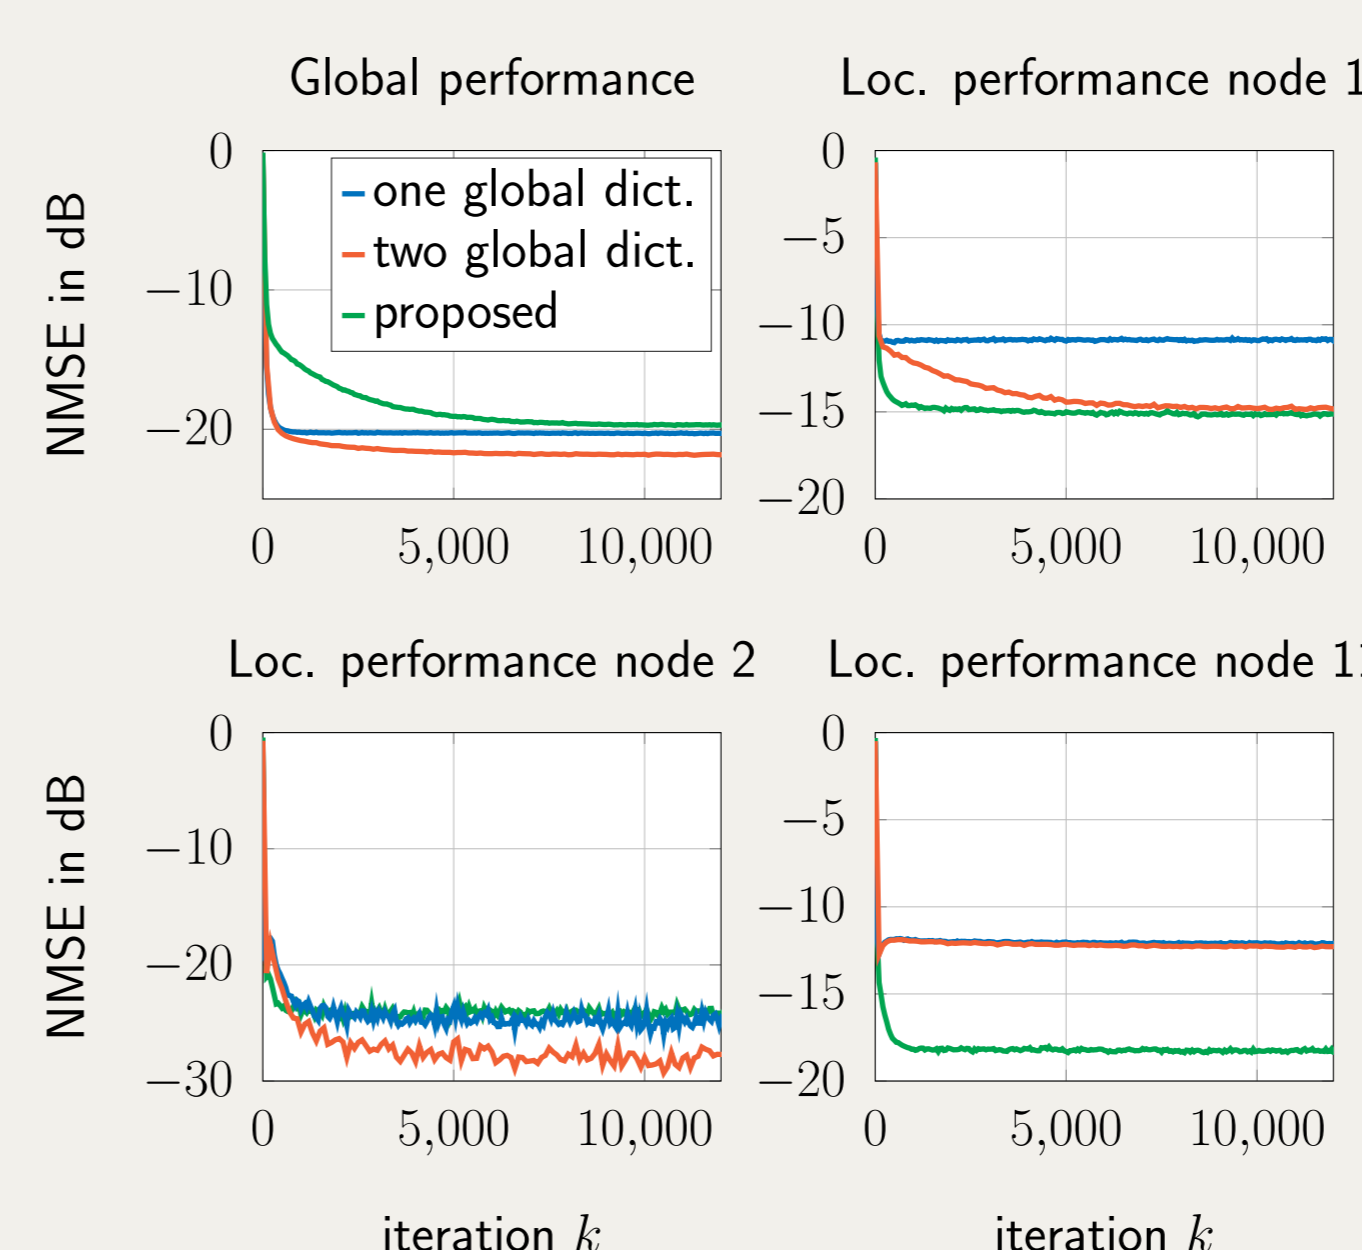 Global performance
0
−10
−20
NMSE in dB
one global dict.
two global dict.
proposed
0 5,000 10,000
Loc. performance node 1
0
−5
−10
−15
−20
0 5,000 10,000
Loc. performance node 2
0
−10
−20
−30
NMSE in dB
0 5,000 10,000
iteration k
Loc. performance node 11
0
−5
−10
−15
−20
0 5,000 10,000
iteration k